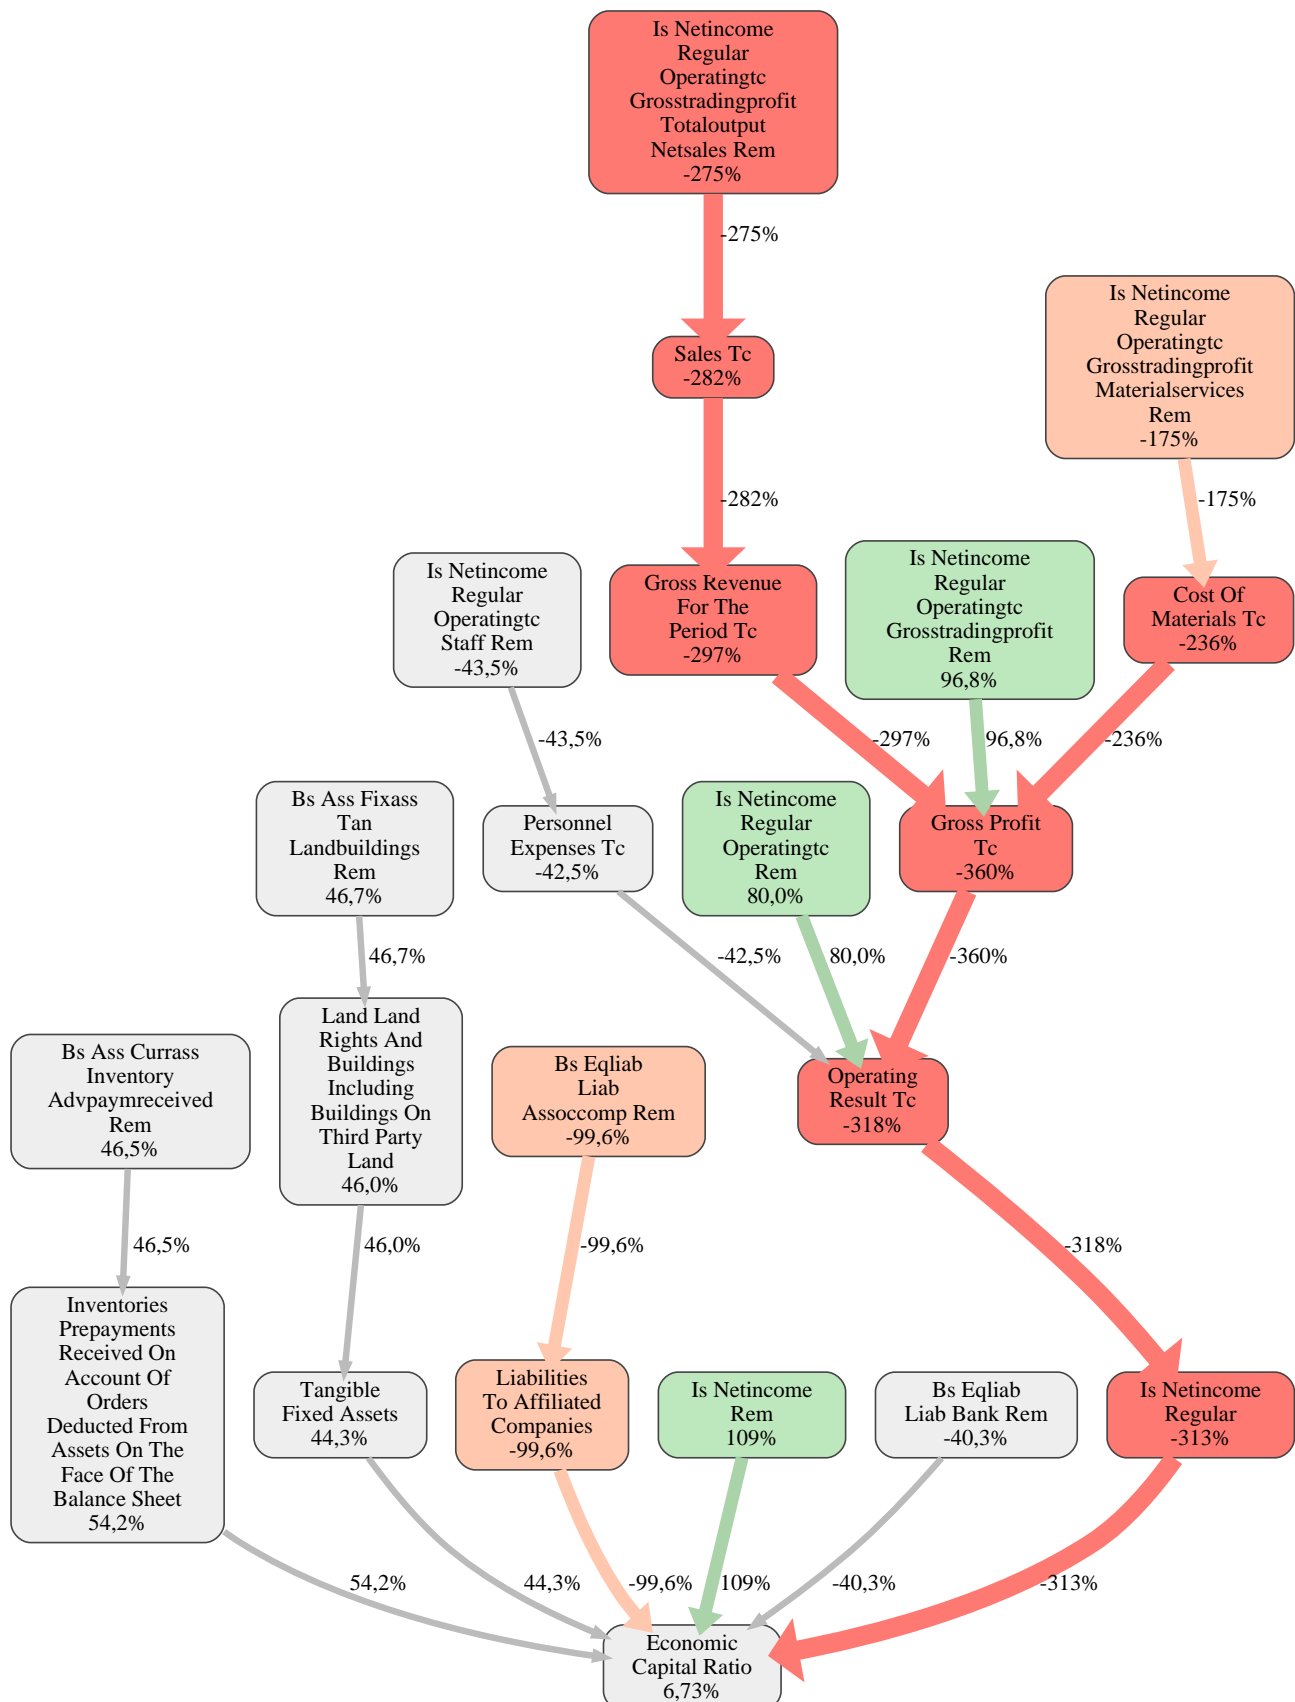 Is Netincome
Regular
Operatingtc
Grosstradingprofit
Totaloutput
Netsales Rem
-275%
-275%
Sales Tc
-282%
Is Netincome
Regular
Operatingtc
Grosstradingprofit
Materialservices
Rem
-175%
-282%
-175%
Is Netincome
Regular
Operatingtc
Staff Rem
-43,5%
Gross Revenue
For The
Period Tc
-297%
Is Netincome
Regular
Operatingtc
Grosstradingprofit
Rem
96,8%
Cost Of
Materials Tc
-236%
-43,5%
-297%
96,8%
-236%
Bs Ass Fixass
Tan
Landbuildings
Rem
46,7%
Personnel
Expenses Tc
-42,5%
Is Netincome
Regular
Operatingtc
Rem
80,0%
Gross Profit
Tc
-360%
46,7%
-42,5%
80,0%
-360%
Bs Ass Currass
Inventory
Advpaymreceived
Rem
46,5%
Land Land
Rights And
Buildings
Including
Buildings On
Third Party
Land
46,0%
Bs Eqliab
Liab
Assoccomp Rem
-99,6%
Operating
Result Tc
-318%
46,5%
46,0%
-99,6%
-318%
Inventories
Prepayments
Received On
Account Of
Orders
Deducted From
Assets On The
Face Of The
Balance Sheet
54,2%
Tangible
Fixed Assets
44,3%
Liabilities
To Affiliated
Companies
-99,6%
Is Netincome
Rem
109%
Bs Eqliab
Liab Bank Rem
-40,3%
Is Netincome
Regular
-313%
54,2%
44,3%
-99,6%
109%
-40,3%
-313%
Economic
Capital Ratio
6,73%